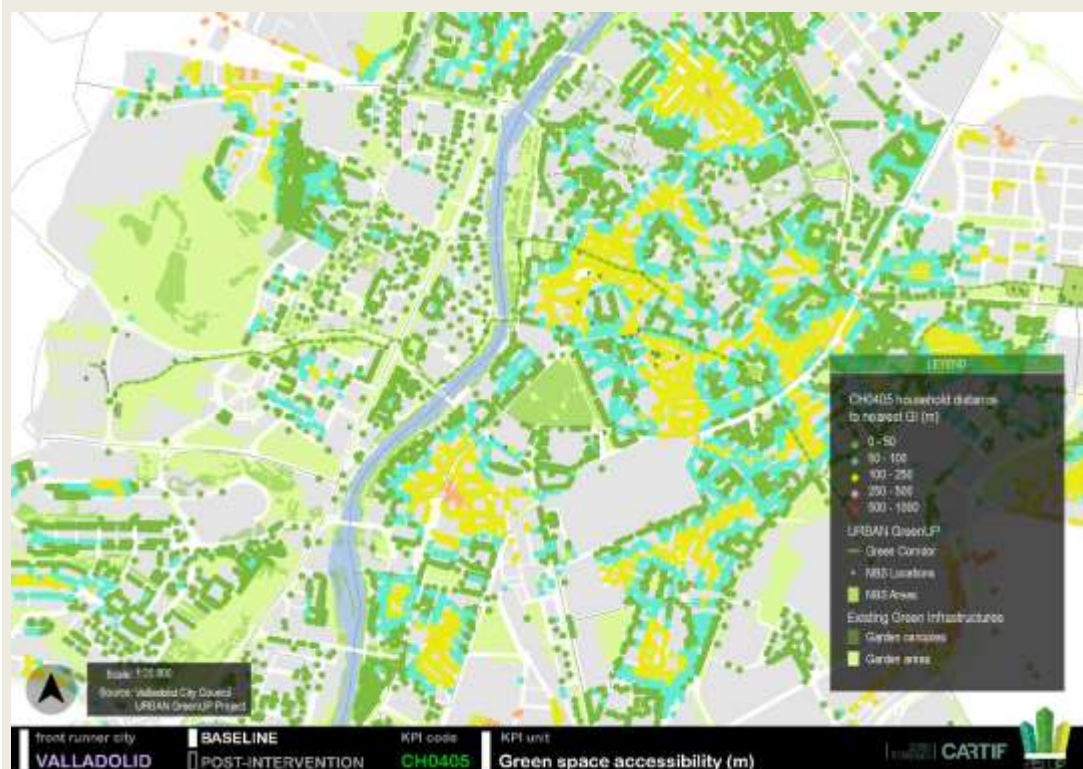 LEGEND
CH0405 household distance
to nearest GI (m)
0 - 50
50 - 100
100 - 250
250 - 500
500 - 1000
URBAN GreenUP
Green Corridor
NBS Locations
NBS Areas
Existing Green Infrastructures
Garden canopies
Garden areas
Scale:
Source: Valladolid City Council
URBAN GreenUP Project
front runner city
VALLADOLID
BASELINE
POST-INTERVENTION
KPI code
CH0405
KPI unit
Green space accessibility (m)
CARTIF